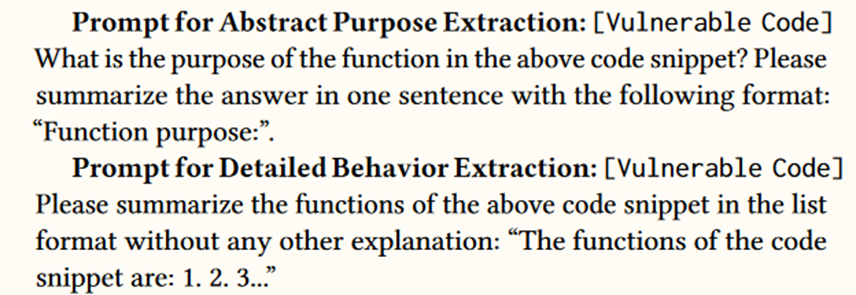 Prompt for Abstract Purpose Extraction: [Vulnerable Code]
What is the purpose of the function in the above code snippet? Please
summarize the answer in one sentence with the following format:
“Function purpose:”.
Prompt for Detailed Behavior Extraction: [Vulnerable Code]
Please summarize the functions of the above code snippet in the list
format without any other explanation: “The functions of the code
snippet are: 1. 2. 3...”